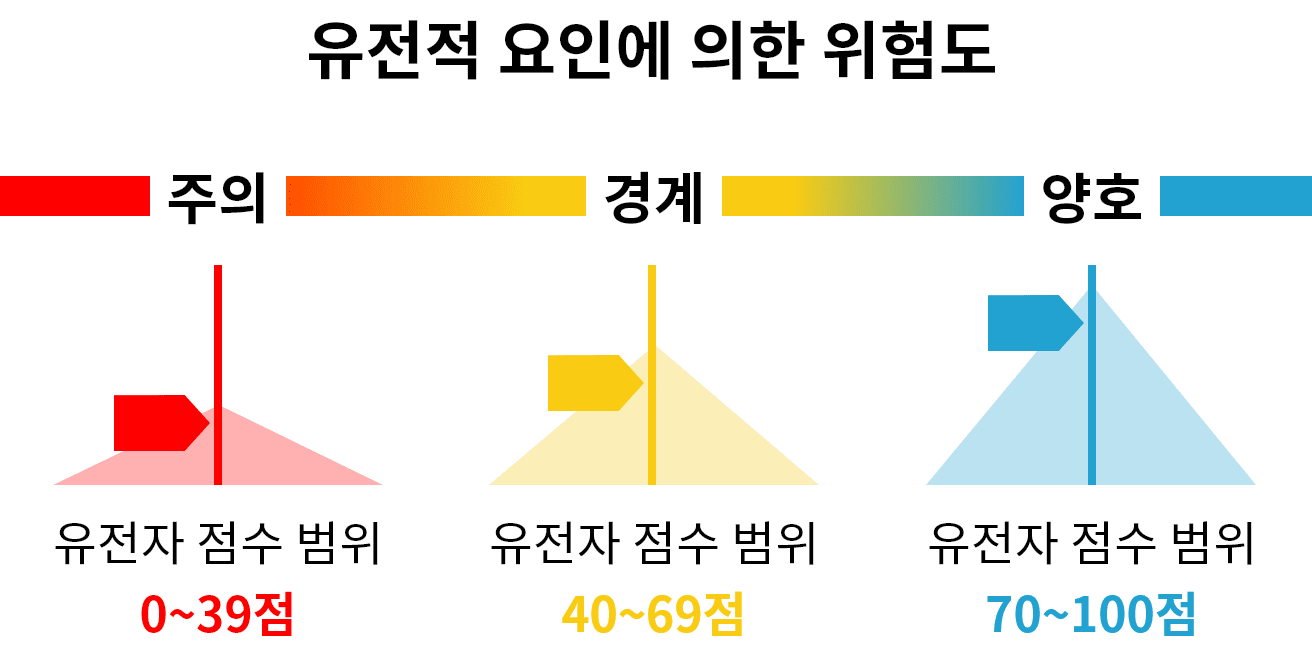 유전적 요인에 의한 위험도
주의 경계 양호
유전자 점수 범위 유전자 점수 범위 유전자 점수 범위
0~39점 40~69점 70~100점